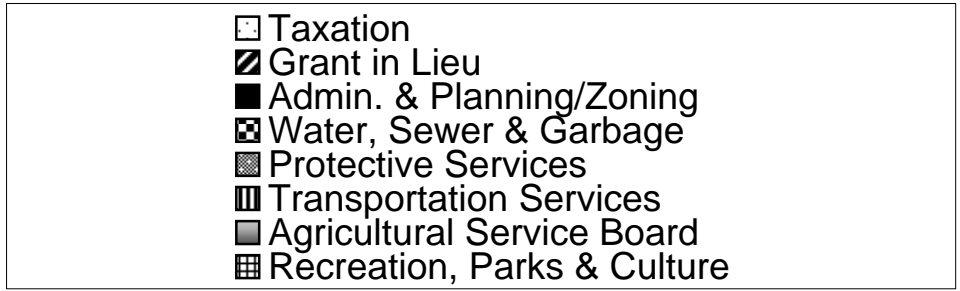 Taxation
Grant in Lieu
Admin. & Planning/Zoning
Water, Sewer & Garbage
Protective Services
Transportation Services
Agricultural Service Board
Recreation, Parks & Culture